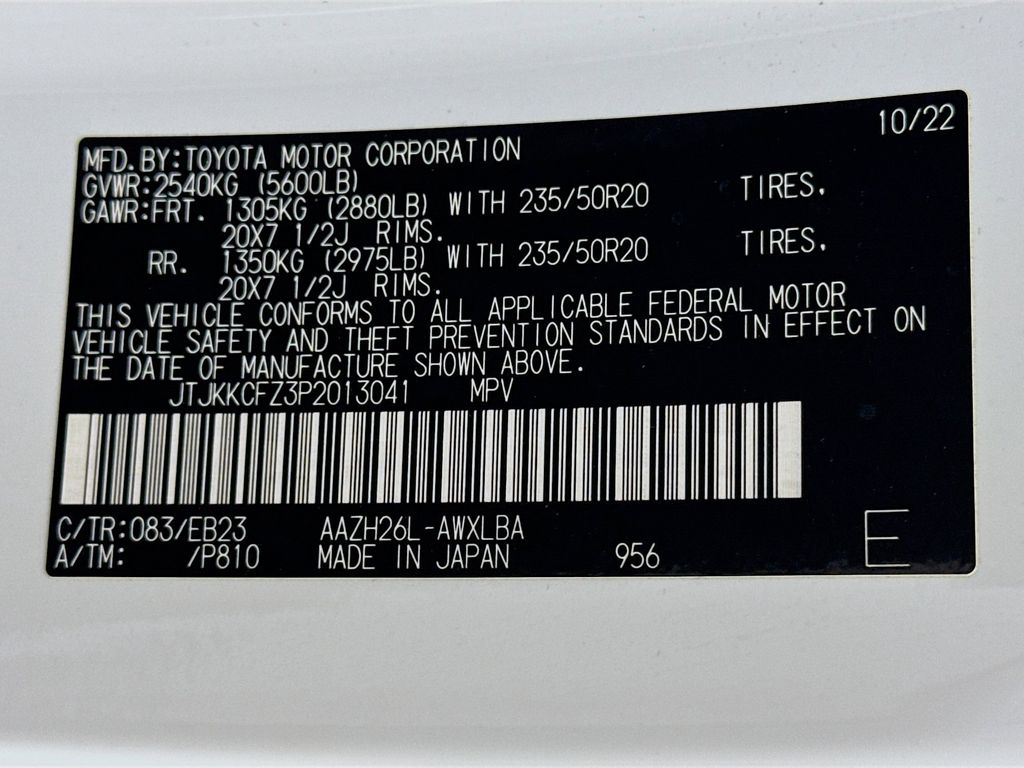 10/22
MFD. BY:TOYOTA MOTOR CORPORATION
GVWR:2540KG (5600LB)
GAWR:FRT. 1305KG (2880LB) WITH 235/50R20 TIRES.
20X7 1/2J RIMS.
RR. 1350KG (2975LB) WITH 235/50R20 TIRES.
20X7 1/2J RIMS.
THIS VEHICLE CONFORMS TO ALL APPLICABLE FEDERAL MOTOR
VEHICLE SAFETY AND THEFT PREVENTION STANDARDS IN EFFECT ON
THE DATE OF MANUFACTURE SHOWN ABOVE.
JTJKKCFZ3P2013041 MPV
C/TR:083/EB23 AAZH26L-AWXLBA
A/TM: /P810 MADE IN JAPAN 956 E